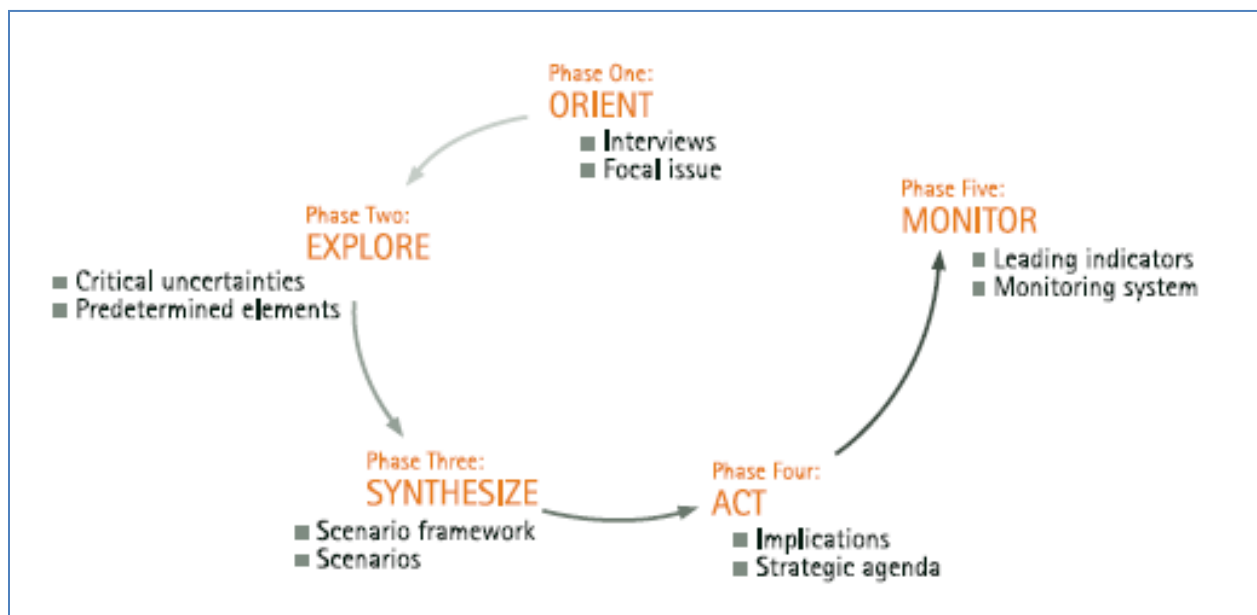 Phase One:
ORIENT
■ Interviews
■ Focal issue
Phase Two:
EXPLORE
■ Critical uncertainties
■ Predetermined elements
Phase Three:
SYNTHESIZE
■ Scenario framework
■ Scenarios
Phase Four:
ACT
■ Implications
■ Strategic agenda
Phase Five:
MONITOR
■ Leading indicators
■ Monitoring system